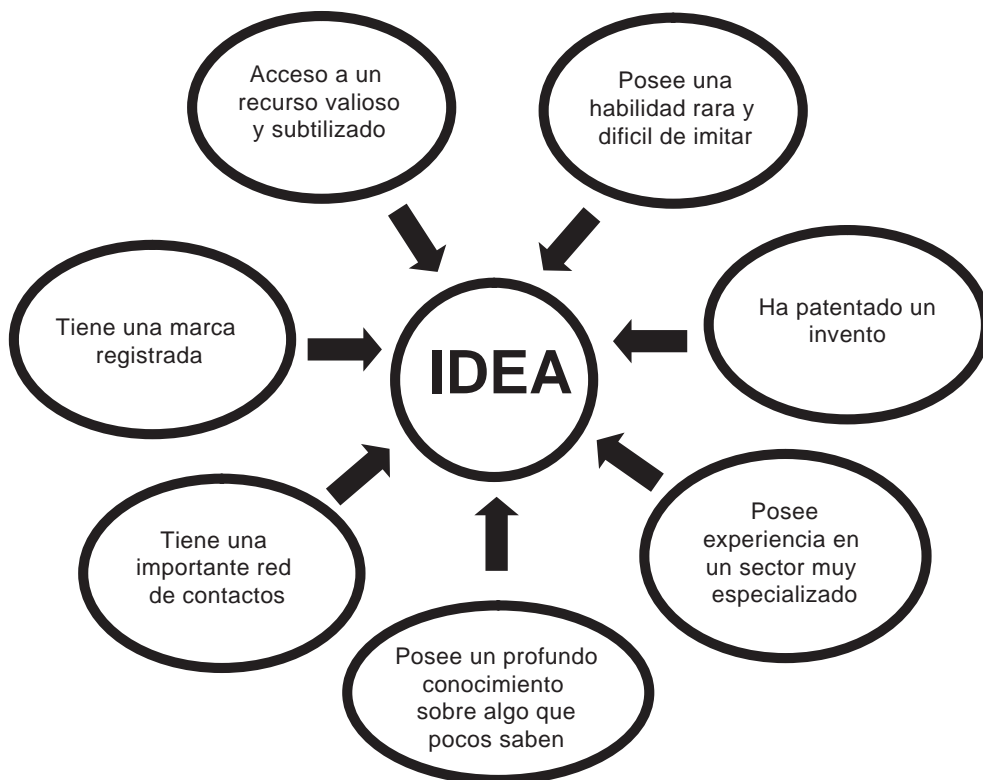 Acceso a un
recurso valioso
y subtilizado
Posee una
habilidad rara y
dificil de imitar
Tiene una marca
registrada
IDEA
Ha patentado un
invento
Tiene una
importante red
de contactos
Posee
experiencia en
un sector muy
especializado
Posee un profundo
conocimiento
sobre algo que
pocos saben